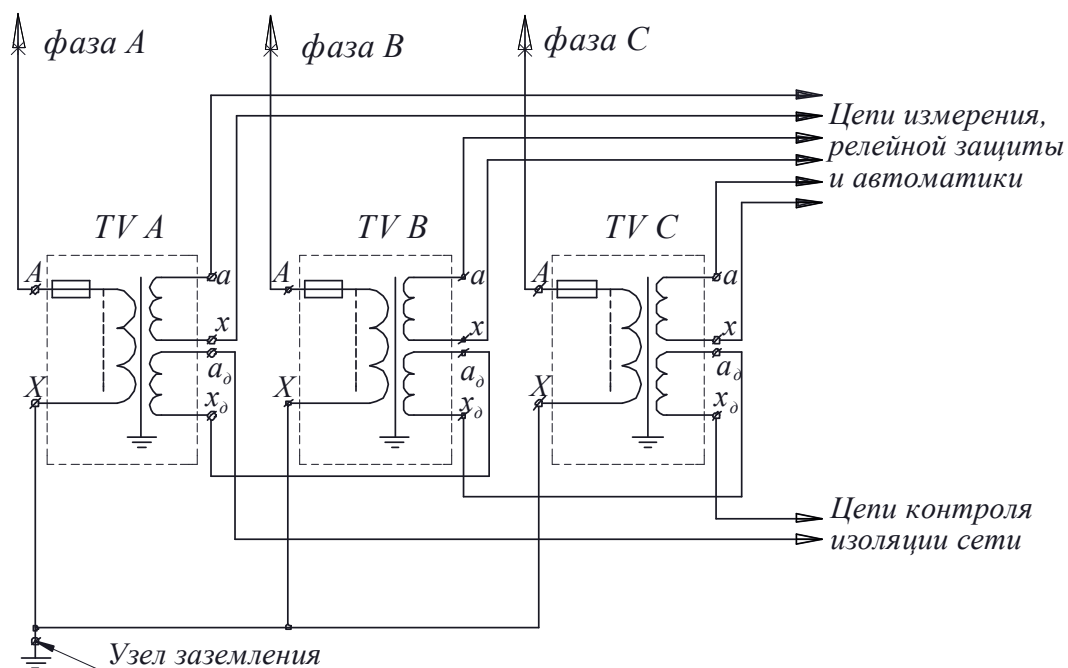 фаза А
фаза В
фаза С
Цепи измерения,
релейной защиты
и автоматики
TV A
TV B
TV C
A
a
x
aд
xд
X
A
a
x
aд
xд
X
A
a
x
aд
xд
X
Цепи контроля
изоляции сети
Узел заземления